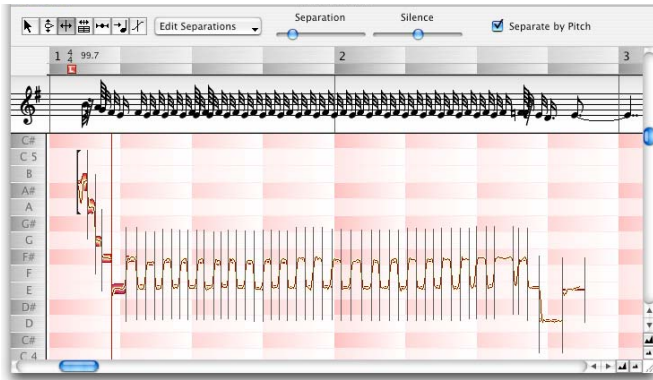 Separation Silence
Edit Separations Separate by Pitch
1 4 4 99.7 2 3
C#
C 5
B
A#
A
G#
G
F#
F
E
D#
D
C#
C 4